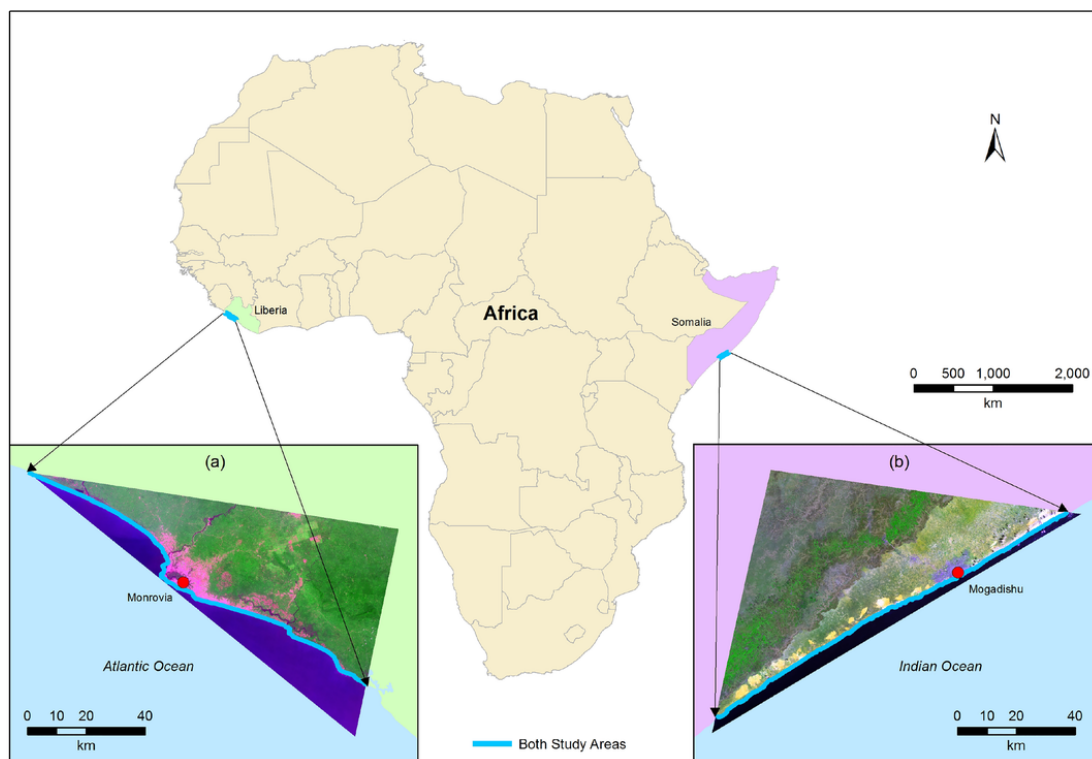 N
Liberia
Africa
Somalia
0 500 1,000 2,000
km
(a)
Monrovia
Atlantic Ocean
0 10 20 40
km
(b)
Mogadishu
Indian Ocean
0 10 20 40
km
Both Study Areas